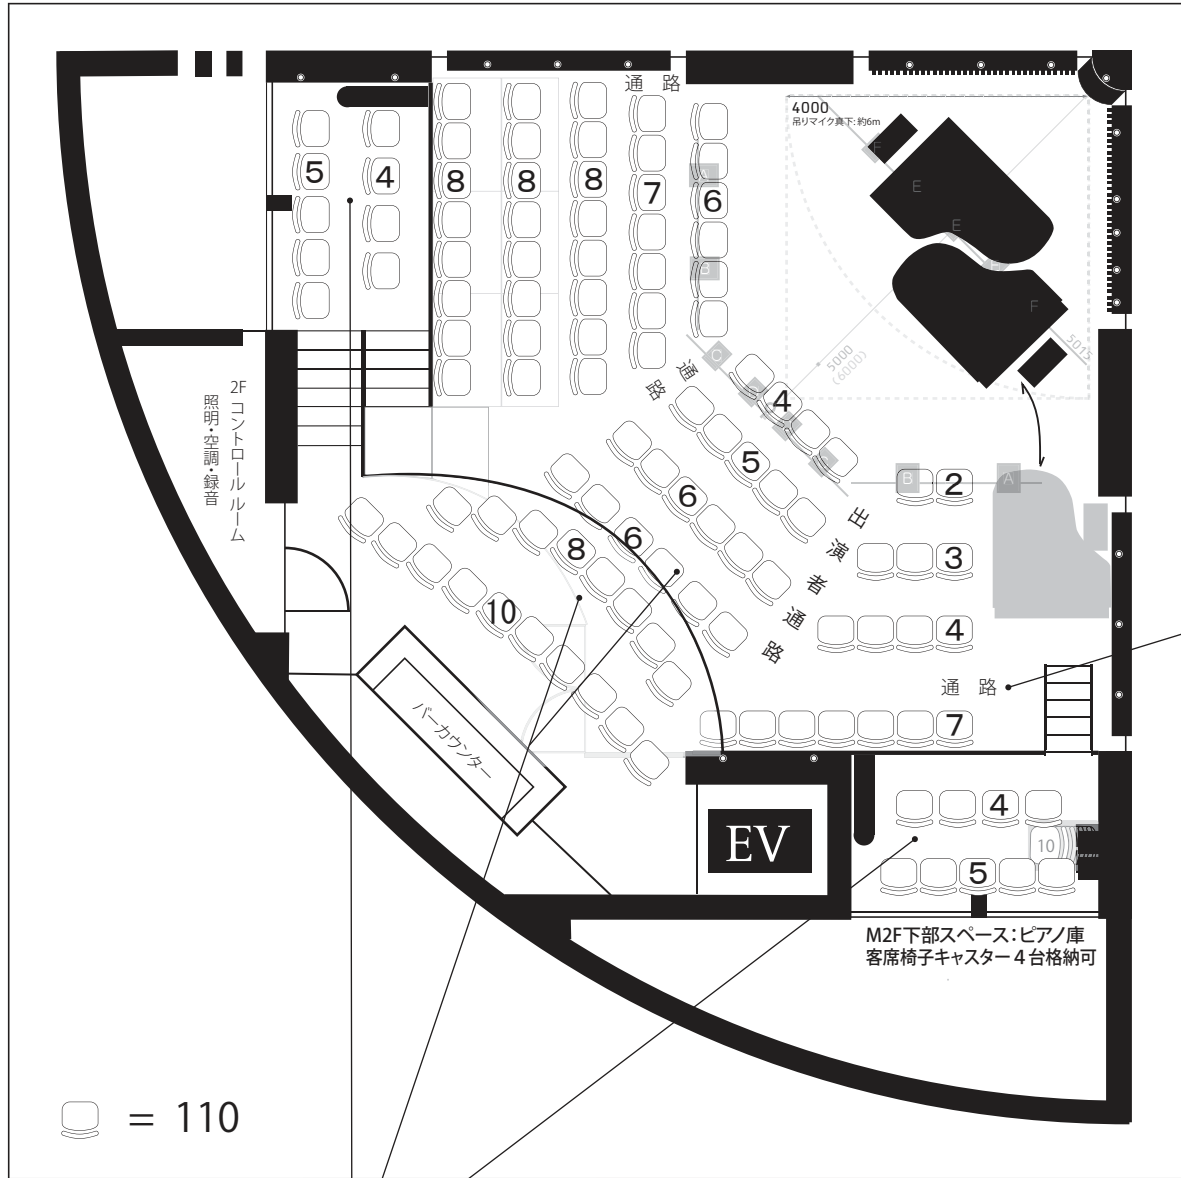 通 路
4000
吊りマイク真下:約6m
5
4
8
8
8
7
6
A
B
F
E
E
F
F
5015
5000
(6000)
C
通路
4
C
5
6
6
8
10
B
2
A
3
4
7
出演者通路
通 路
2F コントロール ルーム
照明・空調・録音
バーカウンター
EV
4
10
5
M2F下部スペース:ピアノ庫
客席椅子キャスター4台格納可
= 110